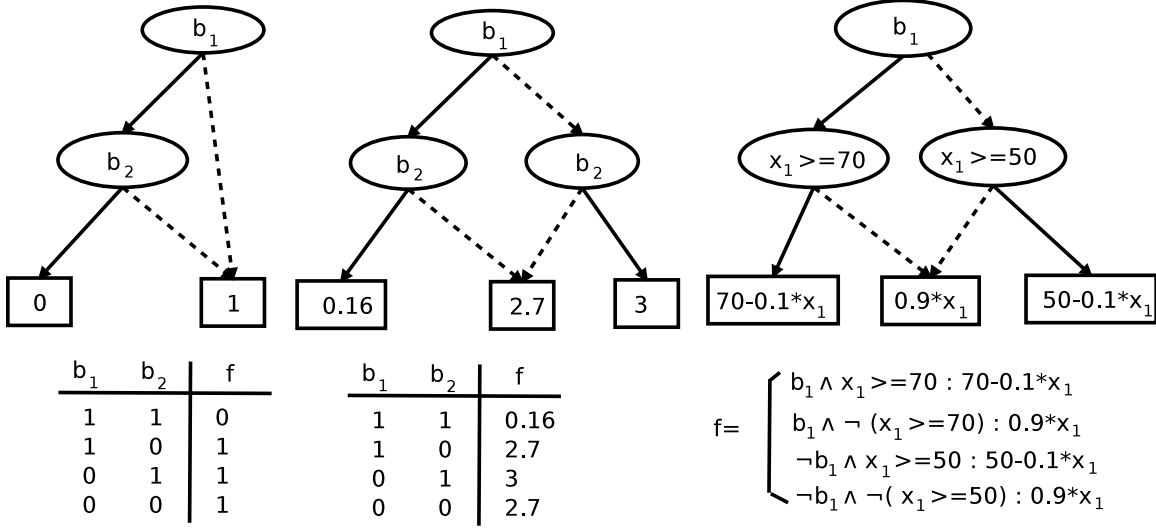 b1
b2
0
1
b1 b2 f
1 1 0
1 0 1
0 1 1
0 0 1
b1
b2 b2
0.16 2.7 3
b1 b2 f
1 1 0.16
1 0 2.7
0 1 3
0 0 2.7
b1
x1 >=70 x1 >=50
70-0.1*x1 0.9*x1 50-0.1*x1
b1 ∧ x1 >=70 : 70-0.1*x1
f= b1 ∧ ¬ (x1 >=70) : 0.9*x1
¬b1 ∧ x1 >=50 : 50-0.1*x1
¬b1 ∧ ¬( x1 >=50) : 0.9*x1